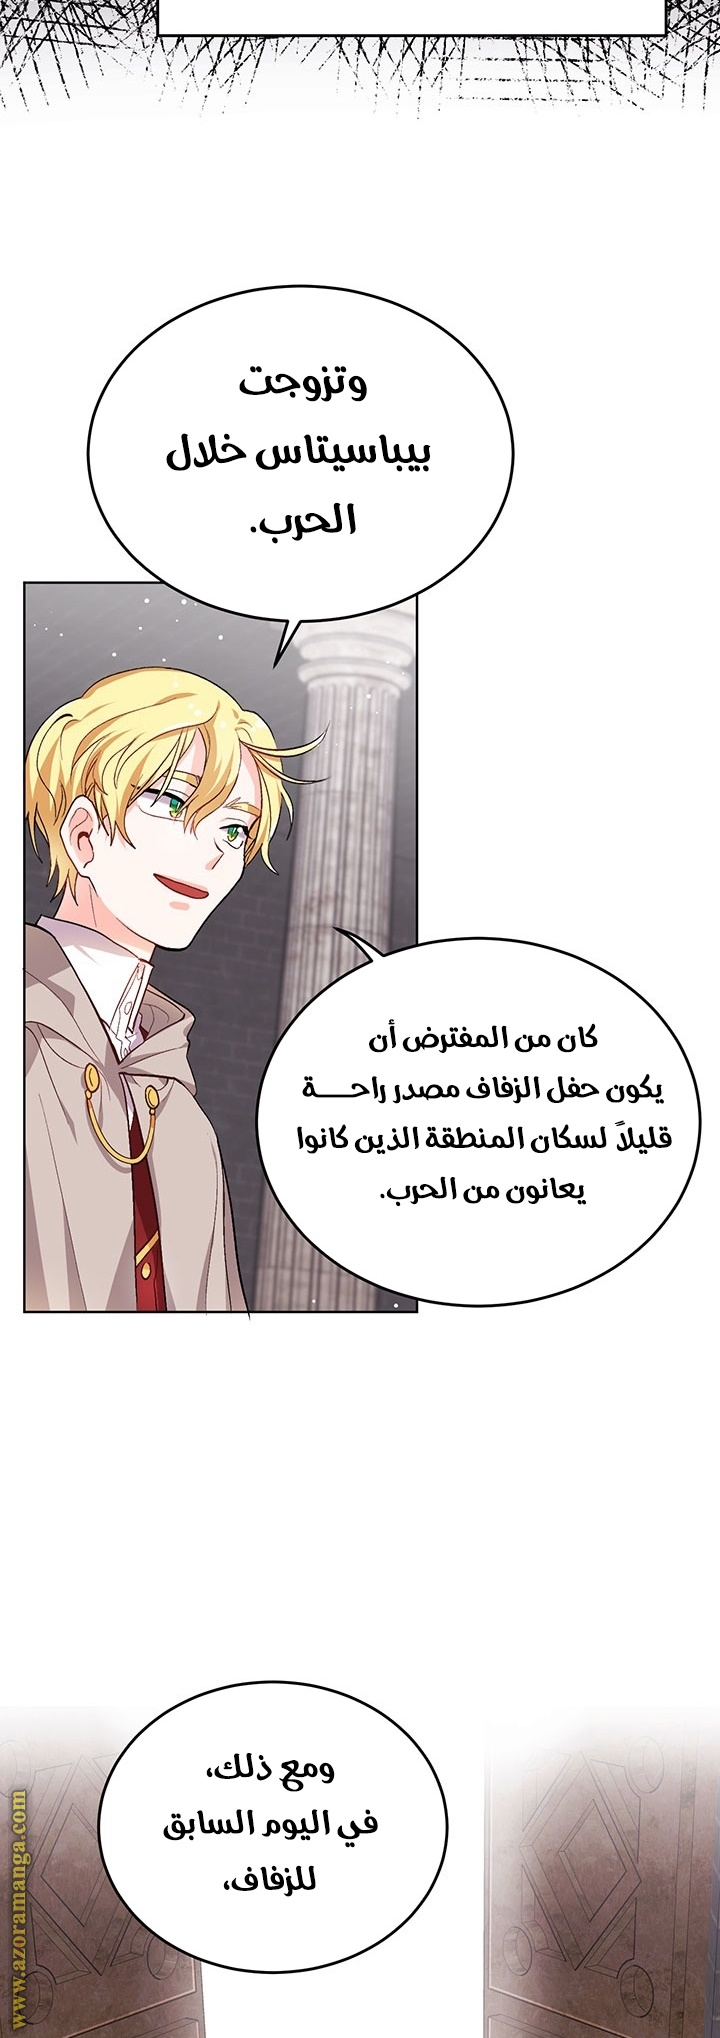 وتزوجت
بيباسيتاس خلال
الحرب.
كان من المفترض أن
يكون حفل الزفاف مصدر راحـــة
قليلاً لسكان المنطقة الذين كانوا
يعانون من الحرب.
ومع ذلك،
في اليوم السابق
للزفاف،
www.azoramanga.com